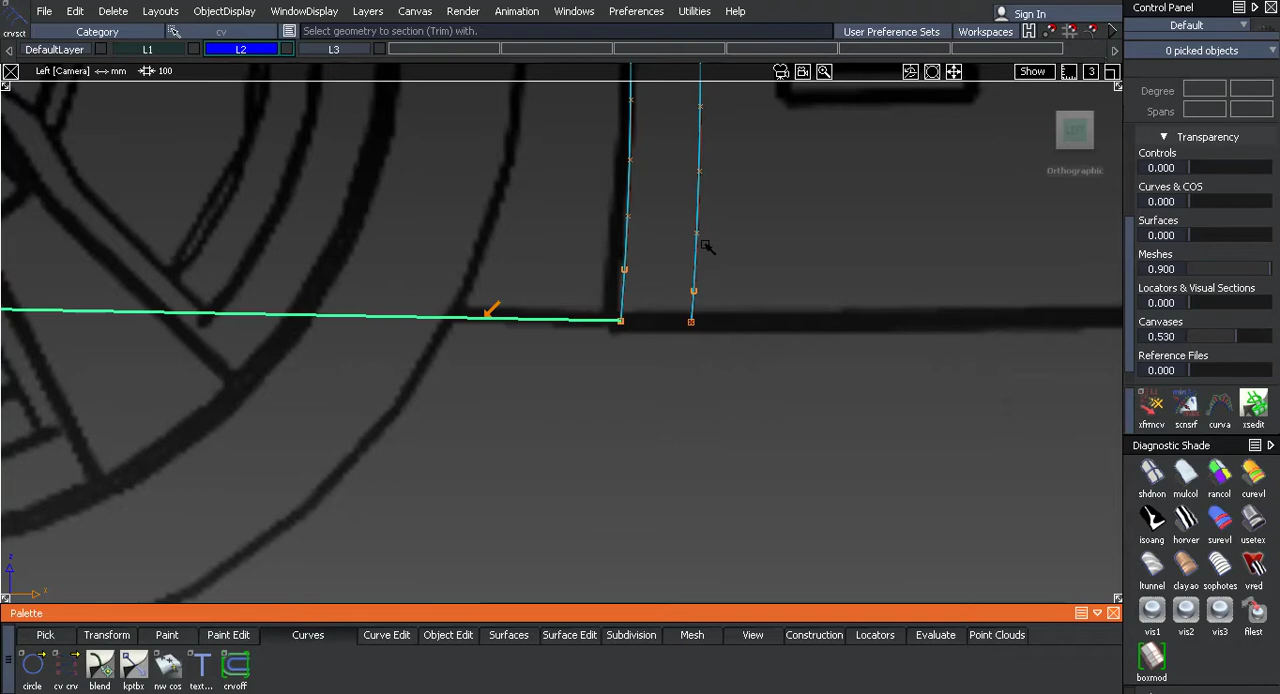 File Edit Delete Layouts ObjectDisplay WindowDisplay Layers Canvas Render Animation Windows Preferences Utilities Help
Sign In
Control Panel
Default
crvsct Category cv Select geometry to section (Trim) with. User Preference Sets Workspaces
DefaultLayer L1 L2 L3
0 picked objects
Left [Camera] mm 100 Show 3
Degree
Spans
Transparency
Controls
0.000
Curves & COS
0.000
Surfaces
0.000
Meshes
0.900
Locators & Visual Sections
0.000
Canvases
0.530
Reference Files
0.000
LEFT
Orthographic
xfrmcv scnsrf curva xsedit
Diagnostic Shade
shdnon mulcol rancol curevl
isoang horver surevl usetex
ltunnel clayao sophotes vred
vis1 vis2 vis3 filest
boxmod
z
x
Palette
Pick Transform Paint Paint Edit Curves Curve Edit Object Edit Surfaces Surface Edit Subdivision Mesh View Construction Locators Evaluate Point Clouds
circle cv crv blend kptbx nw cos text... crvoff